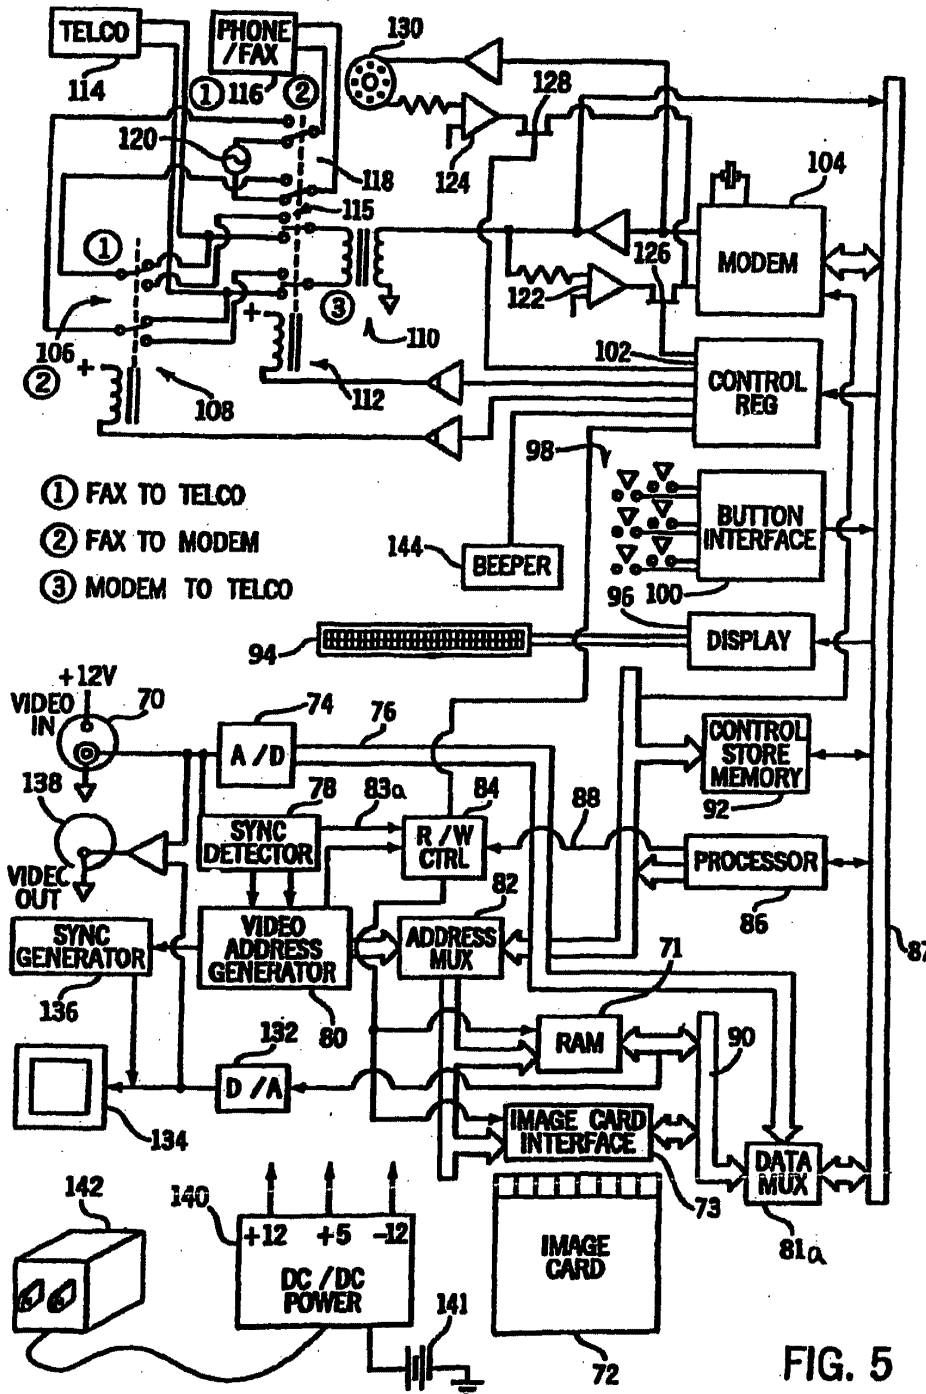 TELCO
114
PHONE
/FAX
116
1
2
130
128
124
120
118
115
104
MODEM
126
122
1
106
2
+
108
+
3
110
112
102
CONTROL
REG
98
BUTTON
INTERFACE
100
1 FAX TO TELCO
2 FAX TO MODEM
3 MODEM TO TELCO
144
BEEPER
96
DISPLAY
94
+12V
VIDEO
IN
70
74
A/D
76
CONTROL
STORE
MEMORY
92
138
78
SYNC
DETECTOR
83a
84
R/W
CTRL
88
PROCESSOR
86
VIDEO
OUT
82
VIDEO
ADDRESS
GENERATOR
80
ADDRESS
MUX
87
SYNC
GENERATOR
136
71
RAM
90
132
D/A
134
IMAGE CARD
INTERFACE
73
DATA
MUX
81a
142
140
+12 +5 -12
DC/DC
POWER
141
IMAGE
CARD
72
FIG. 5